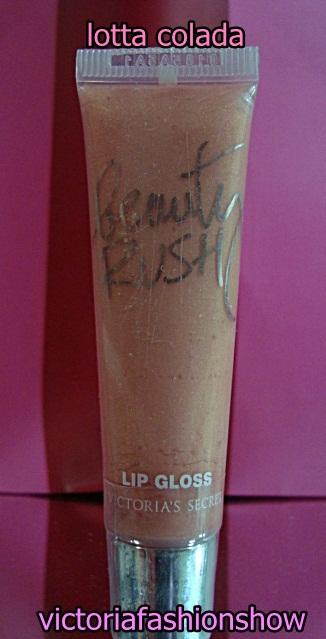 lotta colada
Beauty
RUSH
LIP GLOSS
VICTORIA'S SECRET
victoriafashionshow